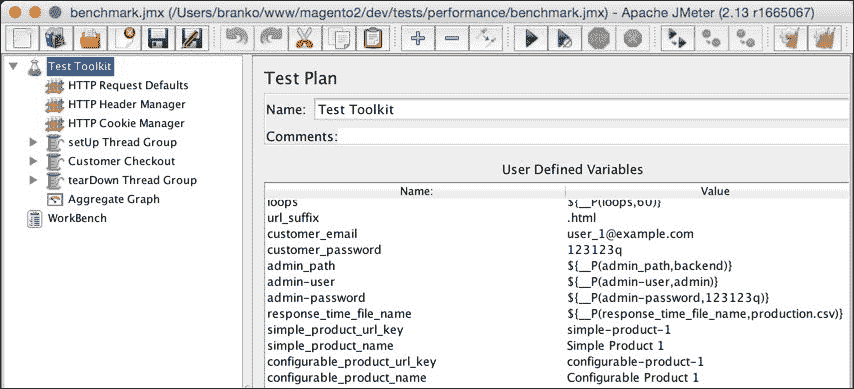 benchmark.jmx (/Users/branko/www/magento2/dev/tests/performance/benchmark.jmx) - Apache JMeter (2.13 r1665067)
Test Toolkit
HTTP Request Defaults
HTTP Header Manager
HTTP Cookie Manager
setUp Thread Group
Customer Checkout
tearDown Thread Group
Aggregate Graph
WorkBench
Test Plan
Name: Test Toolkit
Comments:
User Defined Variables
Name: Value
loops ${__P(loops,60)}
url_suffix .html
customer_email user_1@example.com
customer_password 123123q
admin_path ${__P(admin_path,backend)}
admin-user ${__P(admin-user,admin)}
admin-password ${__P(admin-password,123123q)}
response_time_file_name ${__P(response_time_file_name,production.csv)}
simple_product_url_key simple-product-1
simple_product_name Simple Product 1
configurable_product_url_key configurable-product-1
configurable_product_name Configurable Product 1